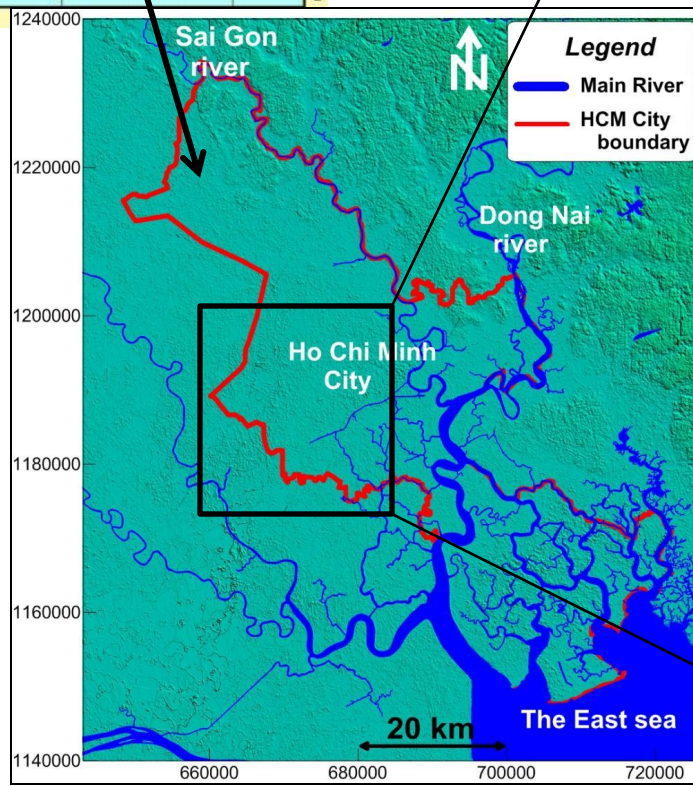 1240000
Sai Gon
river
N
Legend
Main River
HCM City
boundary
1220000
Dong Nai
river
1200000
Ho Chi Minh
City
1180000
1160000
20 km
The East sea
1140000
660000
680000
700000
720000